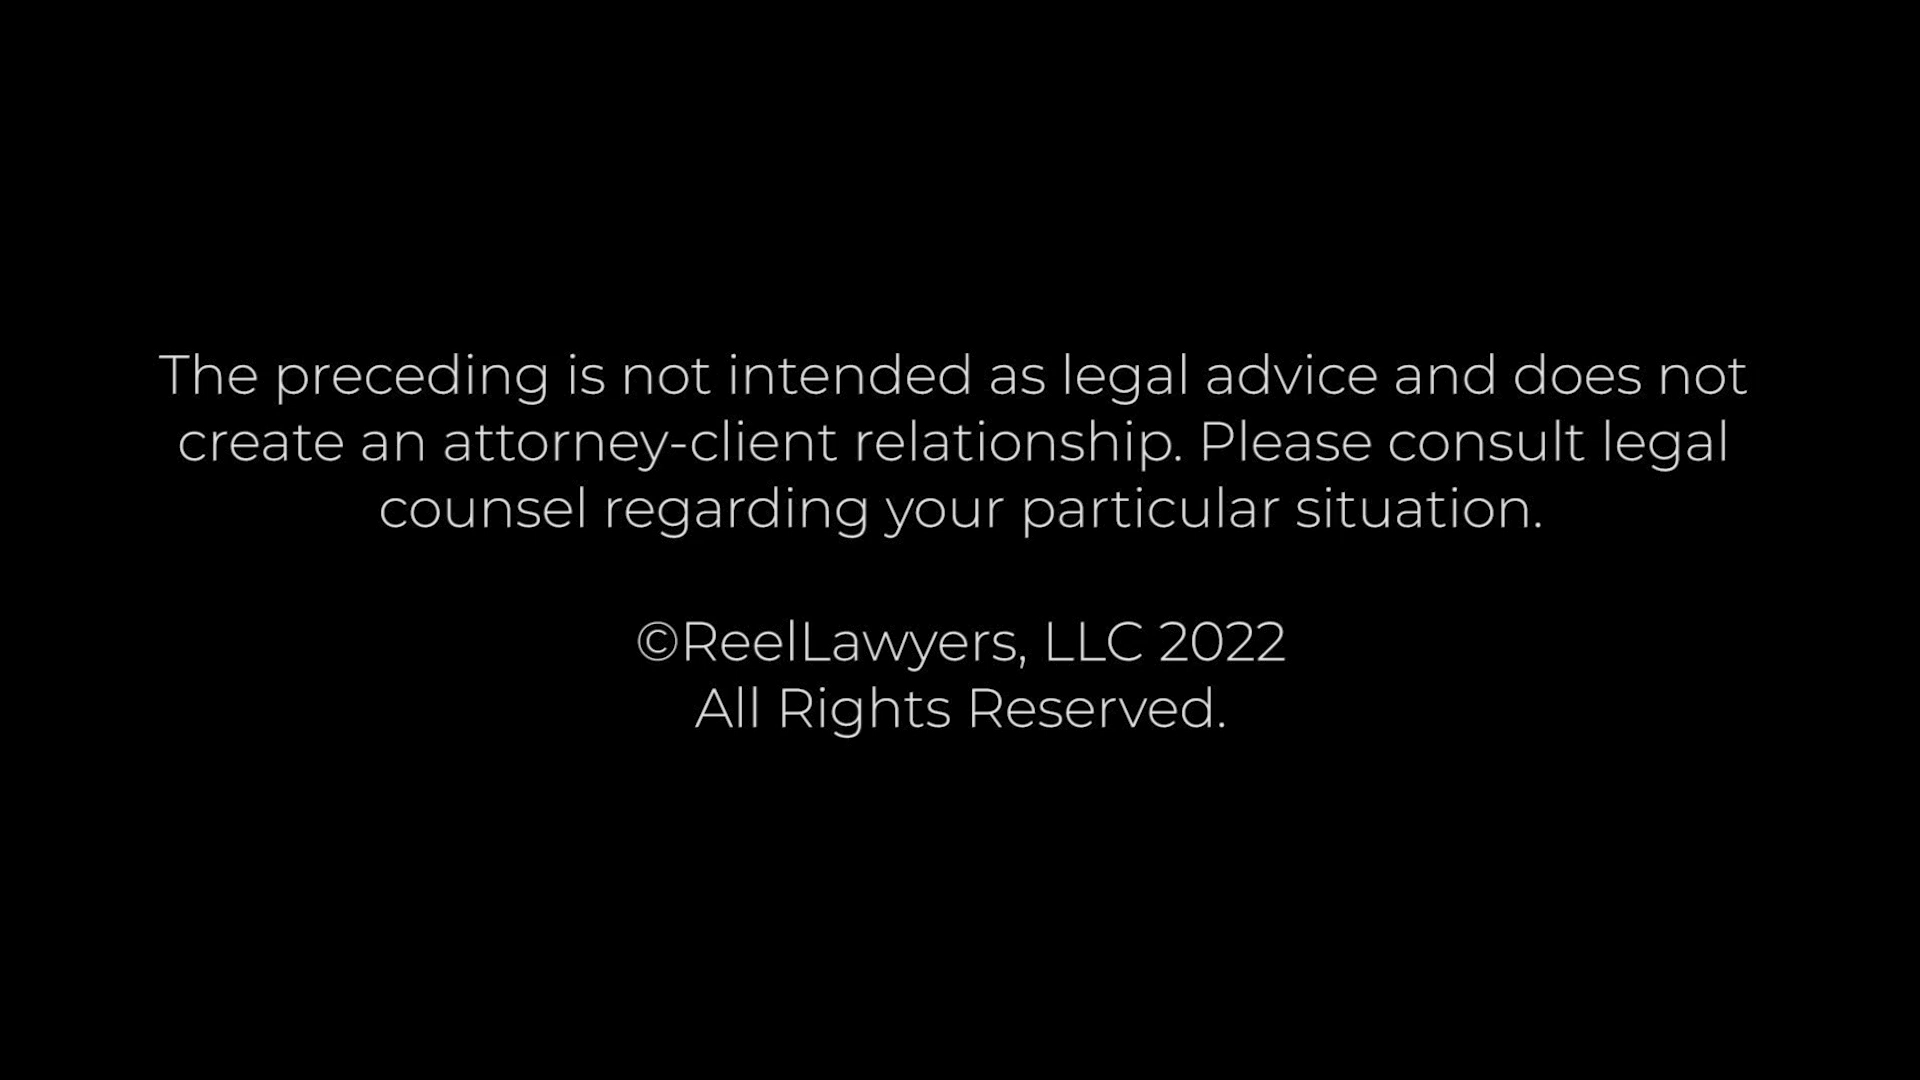 The preceding is not intended as legal advice and does not
create an attorney-client relationship. Please consult legal
counsel regarding your particular situation.
©ReelLawyers, LLC 2022
All Rights Reserved.